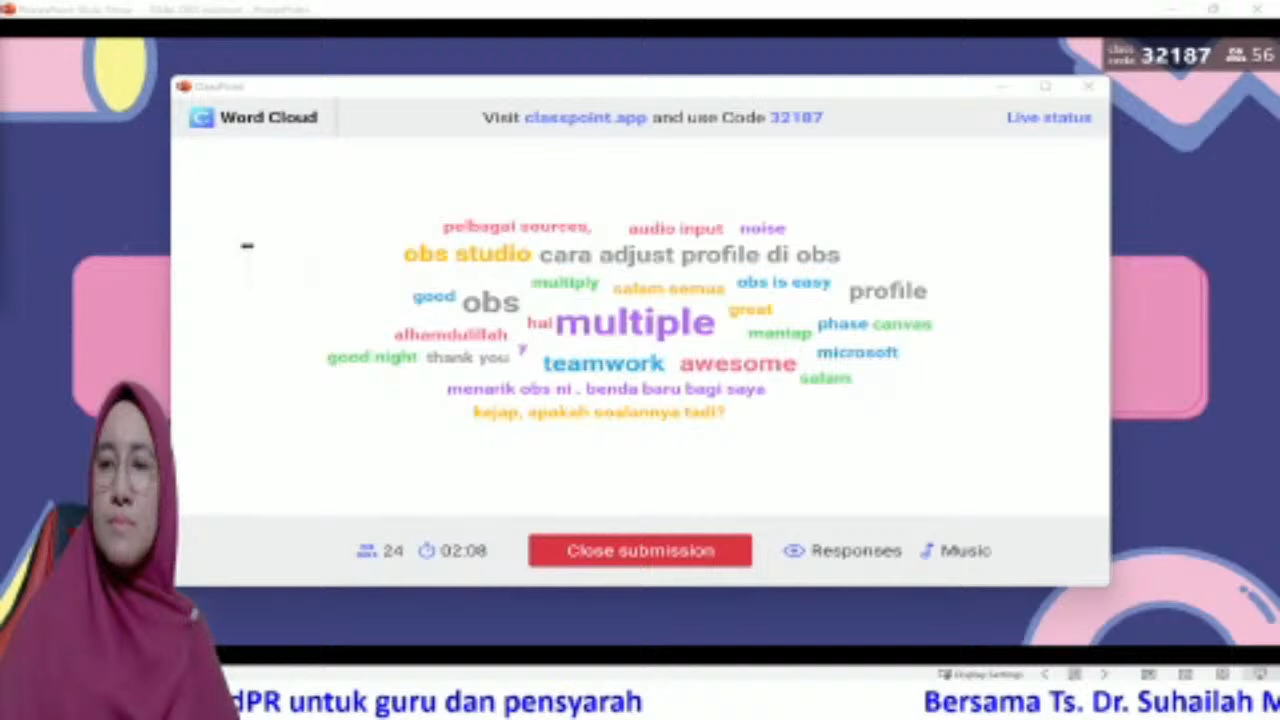 class code 32187 56
ClassPoint
Word Cloud
Visit classpoint.app and use Code 32187
Live status
pelbagai sources, audio input noise
obs studio cara adjust profile di obs
multiply salam semua obs is easy profile
good obs great
hai multiple phase canvas
alhamdulillah mantap
good night thank you y microsoft
teamwork awesome salam
menarik obs ni . benda baru bagi saya
kejap, apakah soalannya tadi?
24 02:08 Close submission Responses Music
Display Settings
dPR untuk guru dan pensyarah
Bersama Ts. Dr. Suhailah M